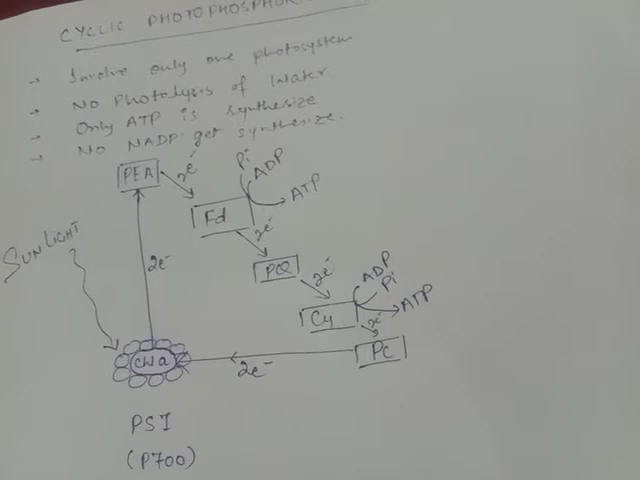 CYCLIC PHOTOPHOSPHOR
→ Involve only one photosystem
→ No Photolysis of Water
→ Only ATP is synthesize
→ No NADP get synthesize.
PEA
2e⁻
Pi
ADP
ATP
Fd
2e⁻
SUNLIGHT
2e⁻
PQ
2e⁻
ADP
Pi
ATP
Cy
2e⁻
PC
Chl a
2e⁻
PSI
(P700)